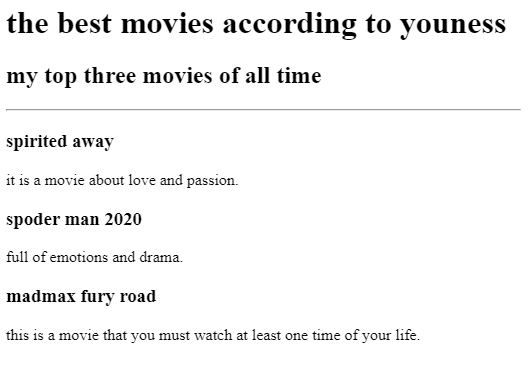 the best movies according to youness
my top three movies of all time
spirited away
it is a movie about love and passion.
spoder man 2020
full of emotions and drama.
madmax fury road
this is a movie that you must watch at least one time of your life.